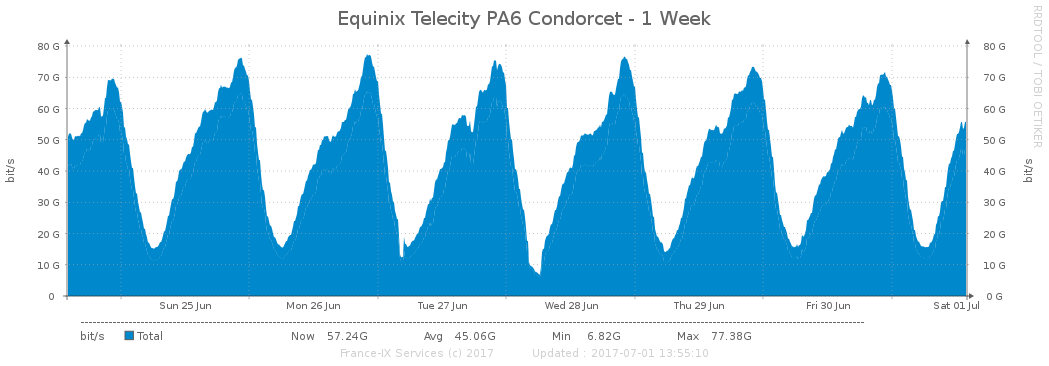 Equinix Telecity PA6 Condorcet - 1 Week
RRDTOOL / TOBI OETIKER
80 G 80 G
70 G 70 G
60 G 60 G
50 G 50 G
40 G 40 G
30 G 30 G
20 G 20 G
10 G 10 G
0 0 G
bit/s
bit/s
Sun 25 Jun Mon 26 Jun Tue 27 Jun Wed 28 Jun Thu 29 Jun Fri 30 Jun Sat 01 Jul
bit/s Total Now 57.24G Avg 45.06G Min 6.82G Max 77.38G
France-IX Services (c) 2017 Updated : 2017-07-01 13:55:10